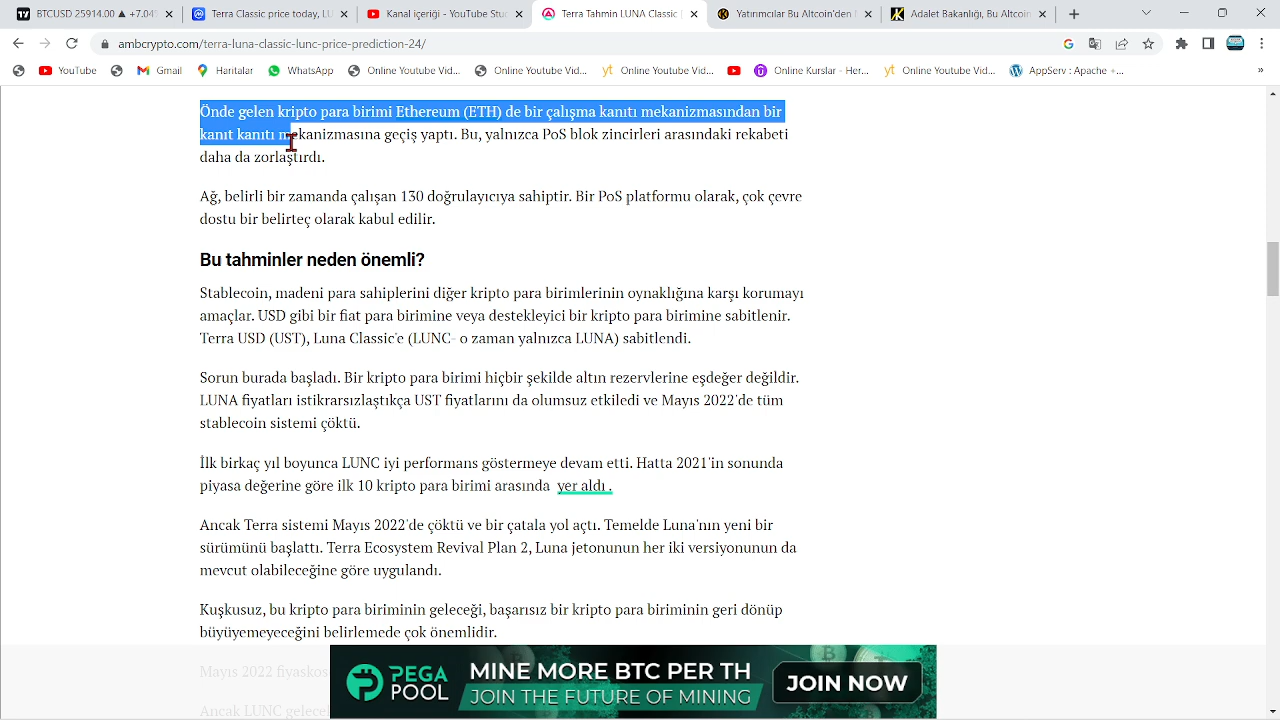 BTCUSD 25914.00 ▲ +7.04
Terra Classic price today, LU
Kanal içeriği - YouTube Stu
Terra Tahmin LUNA Classic [
Yatırımcılar Bu Altcoin'den
Adalet Bakanlığı Bu Altcoin
ambcrypto.com/terra-luna-classic-lunc-price-prediction-24/
YouTube
Gmail
Haritalar
WhatsApp
Online Youtube Vid...
Online Youtube Vid...
Online Youtube Vid...
Online Kurslar - Her...
Online Youtube Vid...
AppServ : Apache +...
»
Önde gelen kripto para birimi Ethereum (ETH) de bir çalışma kanıtı mekanizmasından bir
kanıt kanıtı mekanizmasına geçiş yaptı. Bu, yalnızca PoS blok zincirleri arasındaki rekabeti
daha da zorlaştırdı.
Ağ, belirli bir zamanda çalışan 130 doğrulayıcıya sahiptir. Bir PoS platformu olarak, çok çevre
dostu bir belirteç olarak kabul edilir.
Bu tahminler neden önemli?
Stablecoin, madeni para sahiplerini diğer kripto para birimlerinin oynaklığına karşı korumayı
amaçlar. USD gibi bir fiat para birimine veya destekleyici bir kripto para birimine sabitlenir.
Terra USD (UST), Luna Classic'e (LUNC- o zaman yalnızca LUNA) sabitlendi.
Sorun burada başladı. Bir kripto para birimi hiçbir şekilde altın rezervlerine eşdeğer değildir.
LUNA fiyatları istikrarsızlaştıkça UST fiyatlarını da olumsuz etkiledi ve Mayıs 2022'de tüm
stablecoin sistemi çöktü.
İlk birkaç yıl boyunca LUNC iyi performans göstermeye devam etti. Hatta 2021'in sonunda
piyasa değerine göre ilk 10 kripto para birimi arasında yer aldı .
Ancak Terra sistemi Mayıs 2022'de çöktü ve bir çatala yol açtı. Temelde Luna'nın yeni bir
sürümünü başlattı. Terra Ecosystem Revival Plan 2, Luna jetonunun her iki versiyonunun da
mevcut olabileceğine göre uygulandı.
Kuşkusuz, bu kripto para biriminin geleceği, başarısız bir kripto para biriminin geri dönüp
büyüyemeyeceğini belirlemede çok önemlidir.
Mayıs 2022 fiyaskos
Ancak LUNC gelece
PEGA POOL
MINE MORE BTC PER TH
JOIN THE FUTURE OF MINING
JOIN NOW